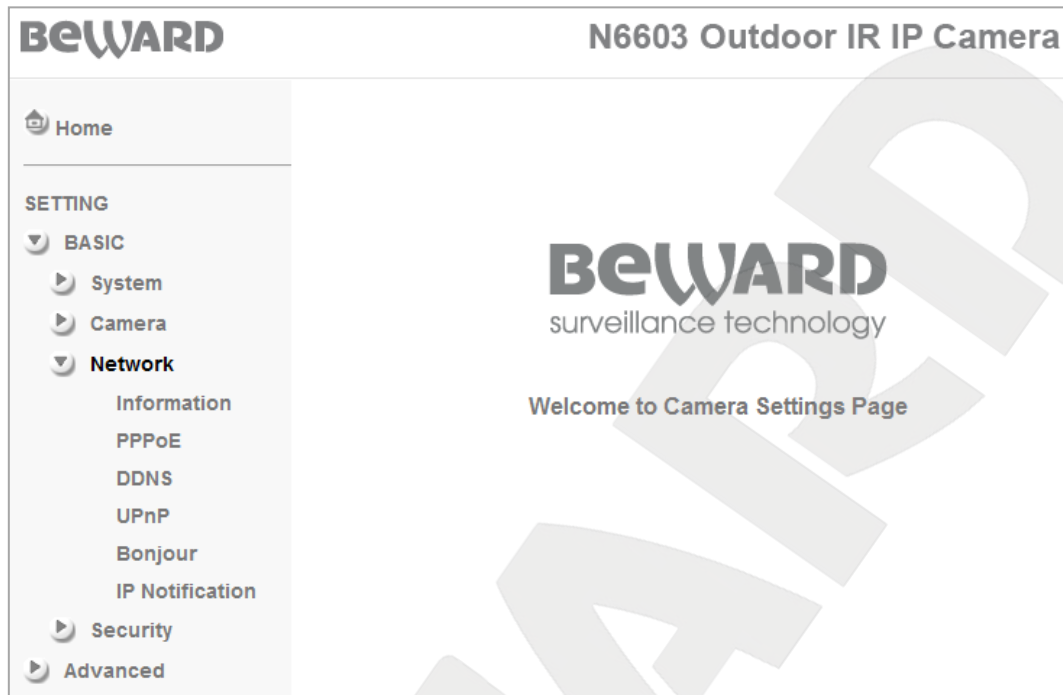 BEWARD
N6603 Outdoor IR IP Camera
Home
SETTING
BASIC
System
Camera
Network
Information
PPPoE
DDNS
UPnP
Bonjour
IP Notification
Security
Advanced
BEWARD
surveillance technology
Welcome to Camera Settings Page